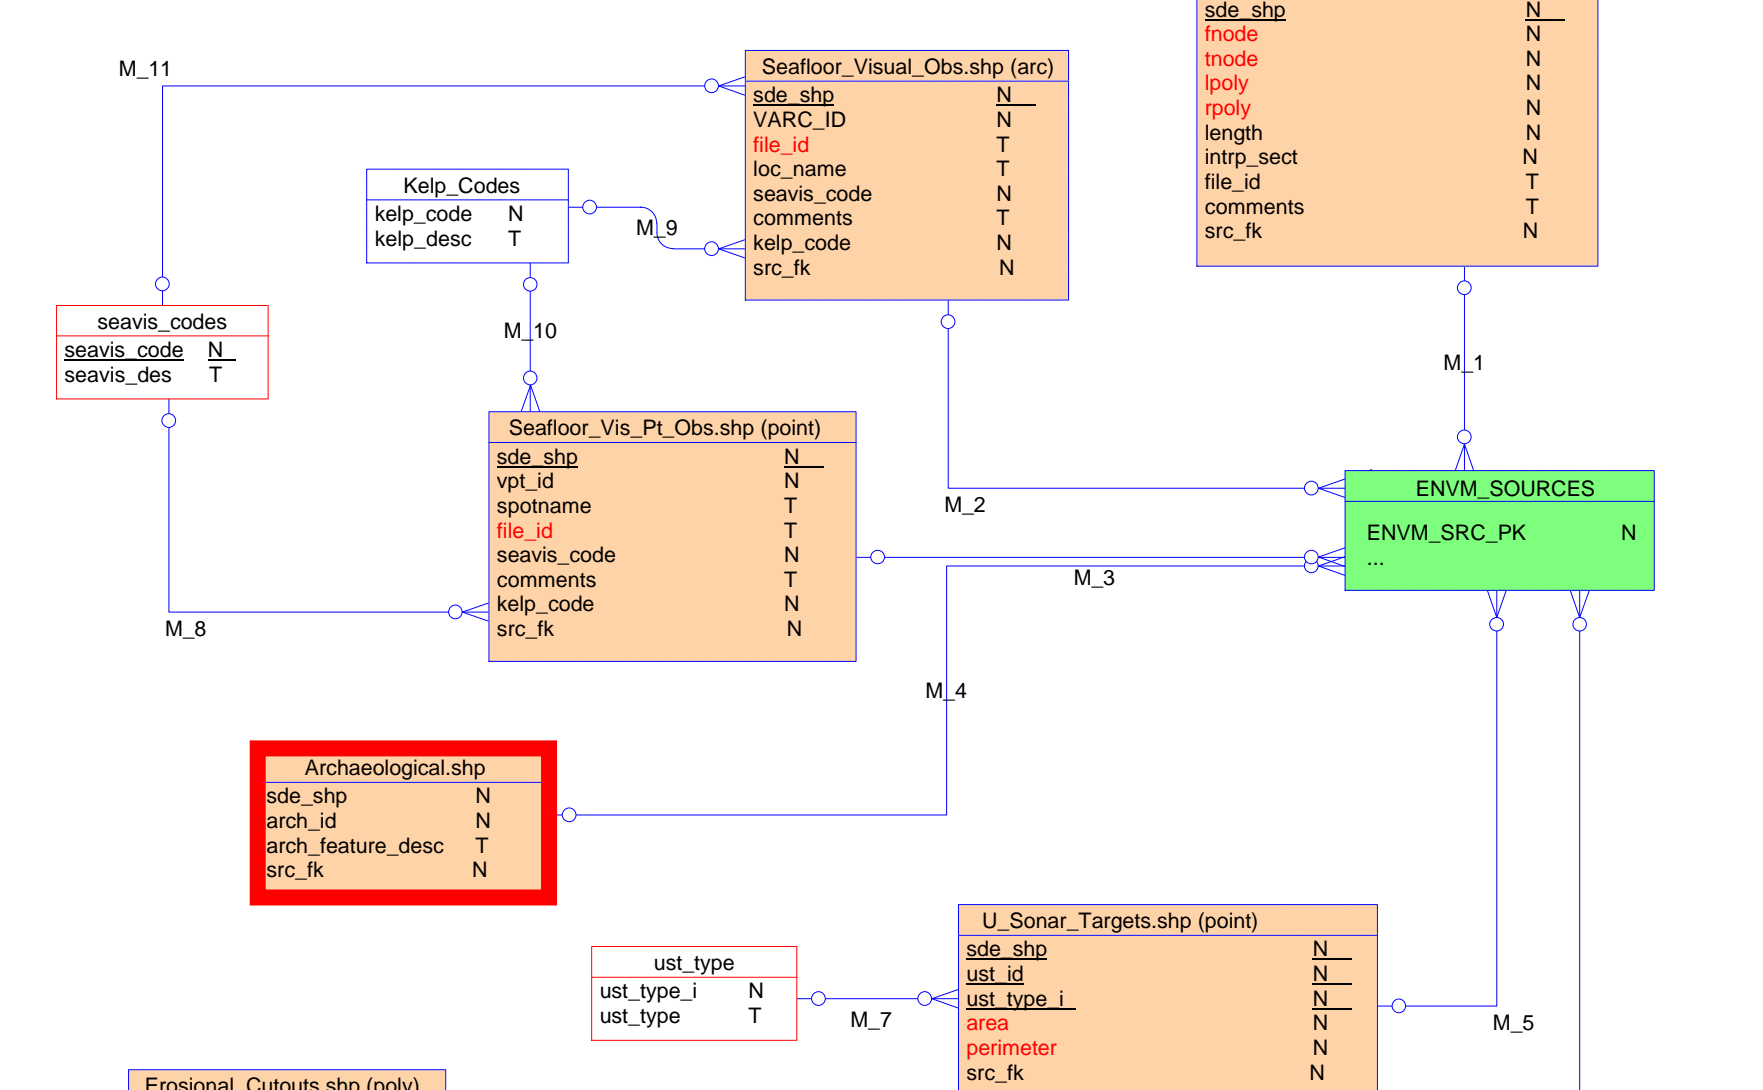 sde_shp N
fnode N
tnode N
lpoly N
rpoly N
length N
intrp_sect N
file_id T
comments T
src_fk N
M_11
Seafloor_Visual_Obs.shp (arc)
sde_shp N
VARC_ID N
file_id T
loc_name T
seavis_code N
comments T
kelp_code N
src_fk N
Kelp_Codes
kelp_code N
kelp_desc T
M_9
seavis_codes
seavis_code N
seavis_des T
M_10
M_1
Seafloor_Vis_Pt_Obs.shp (point)
sde_shp N
vpt_id N
spotname T
file_id T
seavis_code N
comments T
kelp_code N
src_fk N
M_2
ENVM_SOURCES
ENVM_SRC_PK N
...
M_3
M_8
M_4
Archaeological.shp
sde_shp N
arch_id N
arch_feature_desc T
src_fk N
U_Sonar_Targets.shp (point)
sde_shp N
ust_id N
ust_type_i N
area N
perimeter N
src_fk N
ust_type
ust_type_i N
ust_type T
M_7
M_5
Erosional_Cutouts.shp (poly)